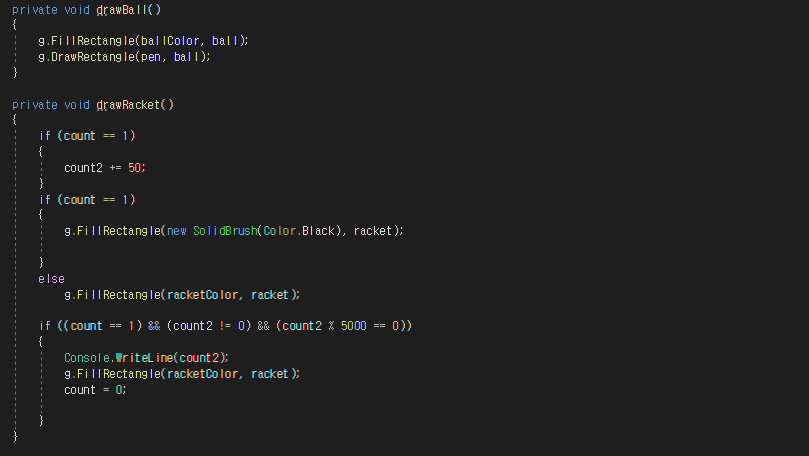 private void drawBall()
{
g.FillRectangle(ballColor, ball);
g.DrawRectangle(pen, ball);
}
private void drawRacket()
{
if (count == 1)
{
count2 += 50;
}
if (count == 1)
{
g.FillRectangle(new SolidBrush(Color.Black), racket);
}
else
g.FillRectangle(racketColor, racket);
if ((count == 1) && (count2 != 0) && (count2 % 5000 == 0))
{
Console.WriteLine(count2);
g.FillRectangle(racketColor, racket);
count = 0;
}
}